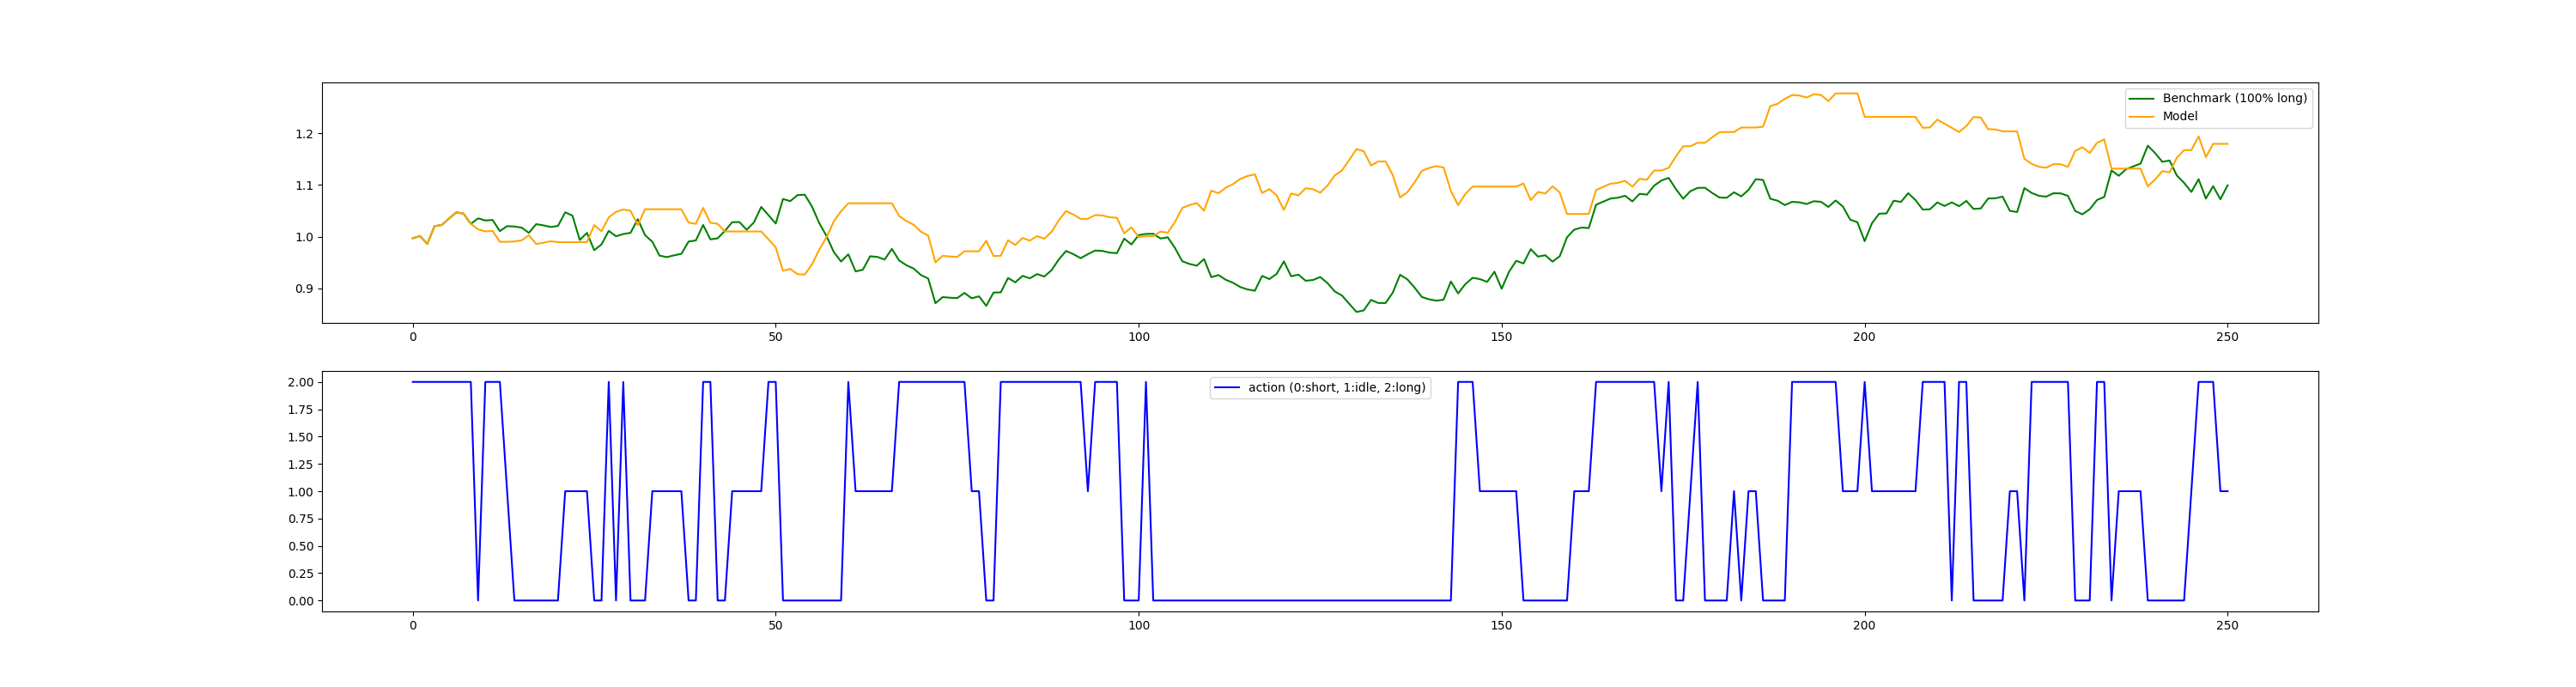 Benchmark (100% long)
Model
1.2
1.1
1.0
0.9
0 50 100 150 200 250
action (0:short, 1:idle, 2:long)
2.00
1.75
1.50
1.25
1.00
0.75
0.50
0.25
0.00
0 50 100 150 200 250